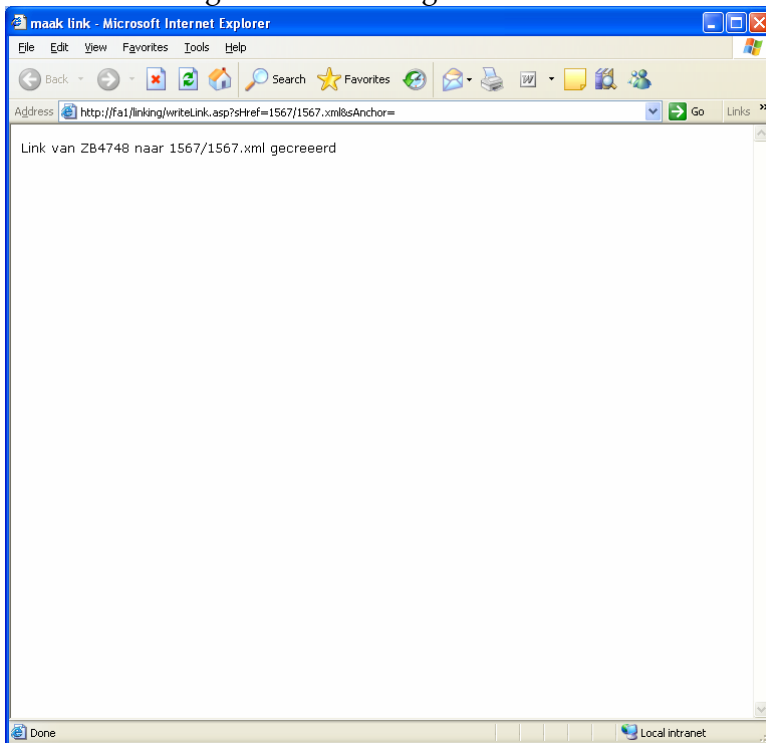 maak link - Microsoft Internet Explorer
File Edit View Favorites Tools Help
Back Search Favorites
Address http://fa1/linking/writeLink.asp?sHref=1567/1567.xml&sAnchor= Go Links »
Link van ZB4748 naar 1567/1567.xml gecreeerd
Done Local intranet